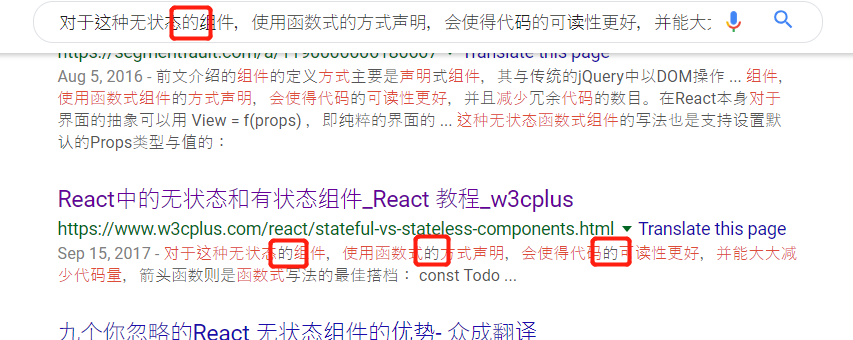 对于这种无状态的组件，使用函数式的方式声明，会使得代码的可读性更好，并能大大
https://segmentfault.com/a/1190000006180667 Translate this page
Aug 5, 2016 - 前文介绍的组件的定义方式主要是声明式组件，其与传统的jQuery中以DOM操作 ... 组件，
使用函数式组件的方式声明，会使得代码的可读性更好，并且减少冗余代码的数目。在React本身对于
界面的抽象可以用 View = f(props) ，即纯粹的界面的 ... 这种无状态函数式组件的写法也是支持设置默
认的Props类型与值的：
React中的无状态和有状态组件_React 教程_w3cplus
https://www.w3cplus.com/react/stateful-vs-stateless-components.html Translate this page
Sep 15, 2017 - 对于这种无状态的组件，使用函数式的方式声明，会使得代码的可读性更好，并能大大减
少代码量，箭头函数则是函数式写法的最佳搭档： const Todo ...
九个你忽略的React 无状态组件的优势- 众成翻译